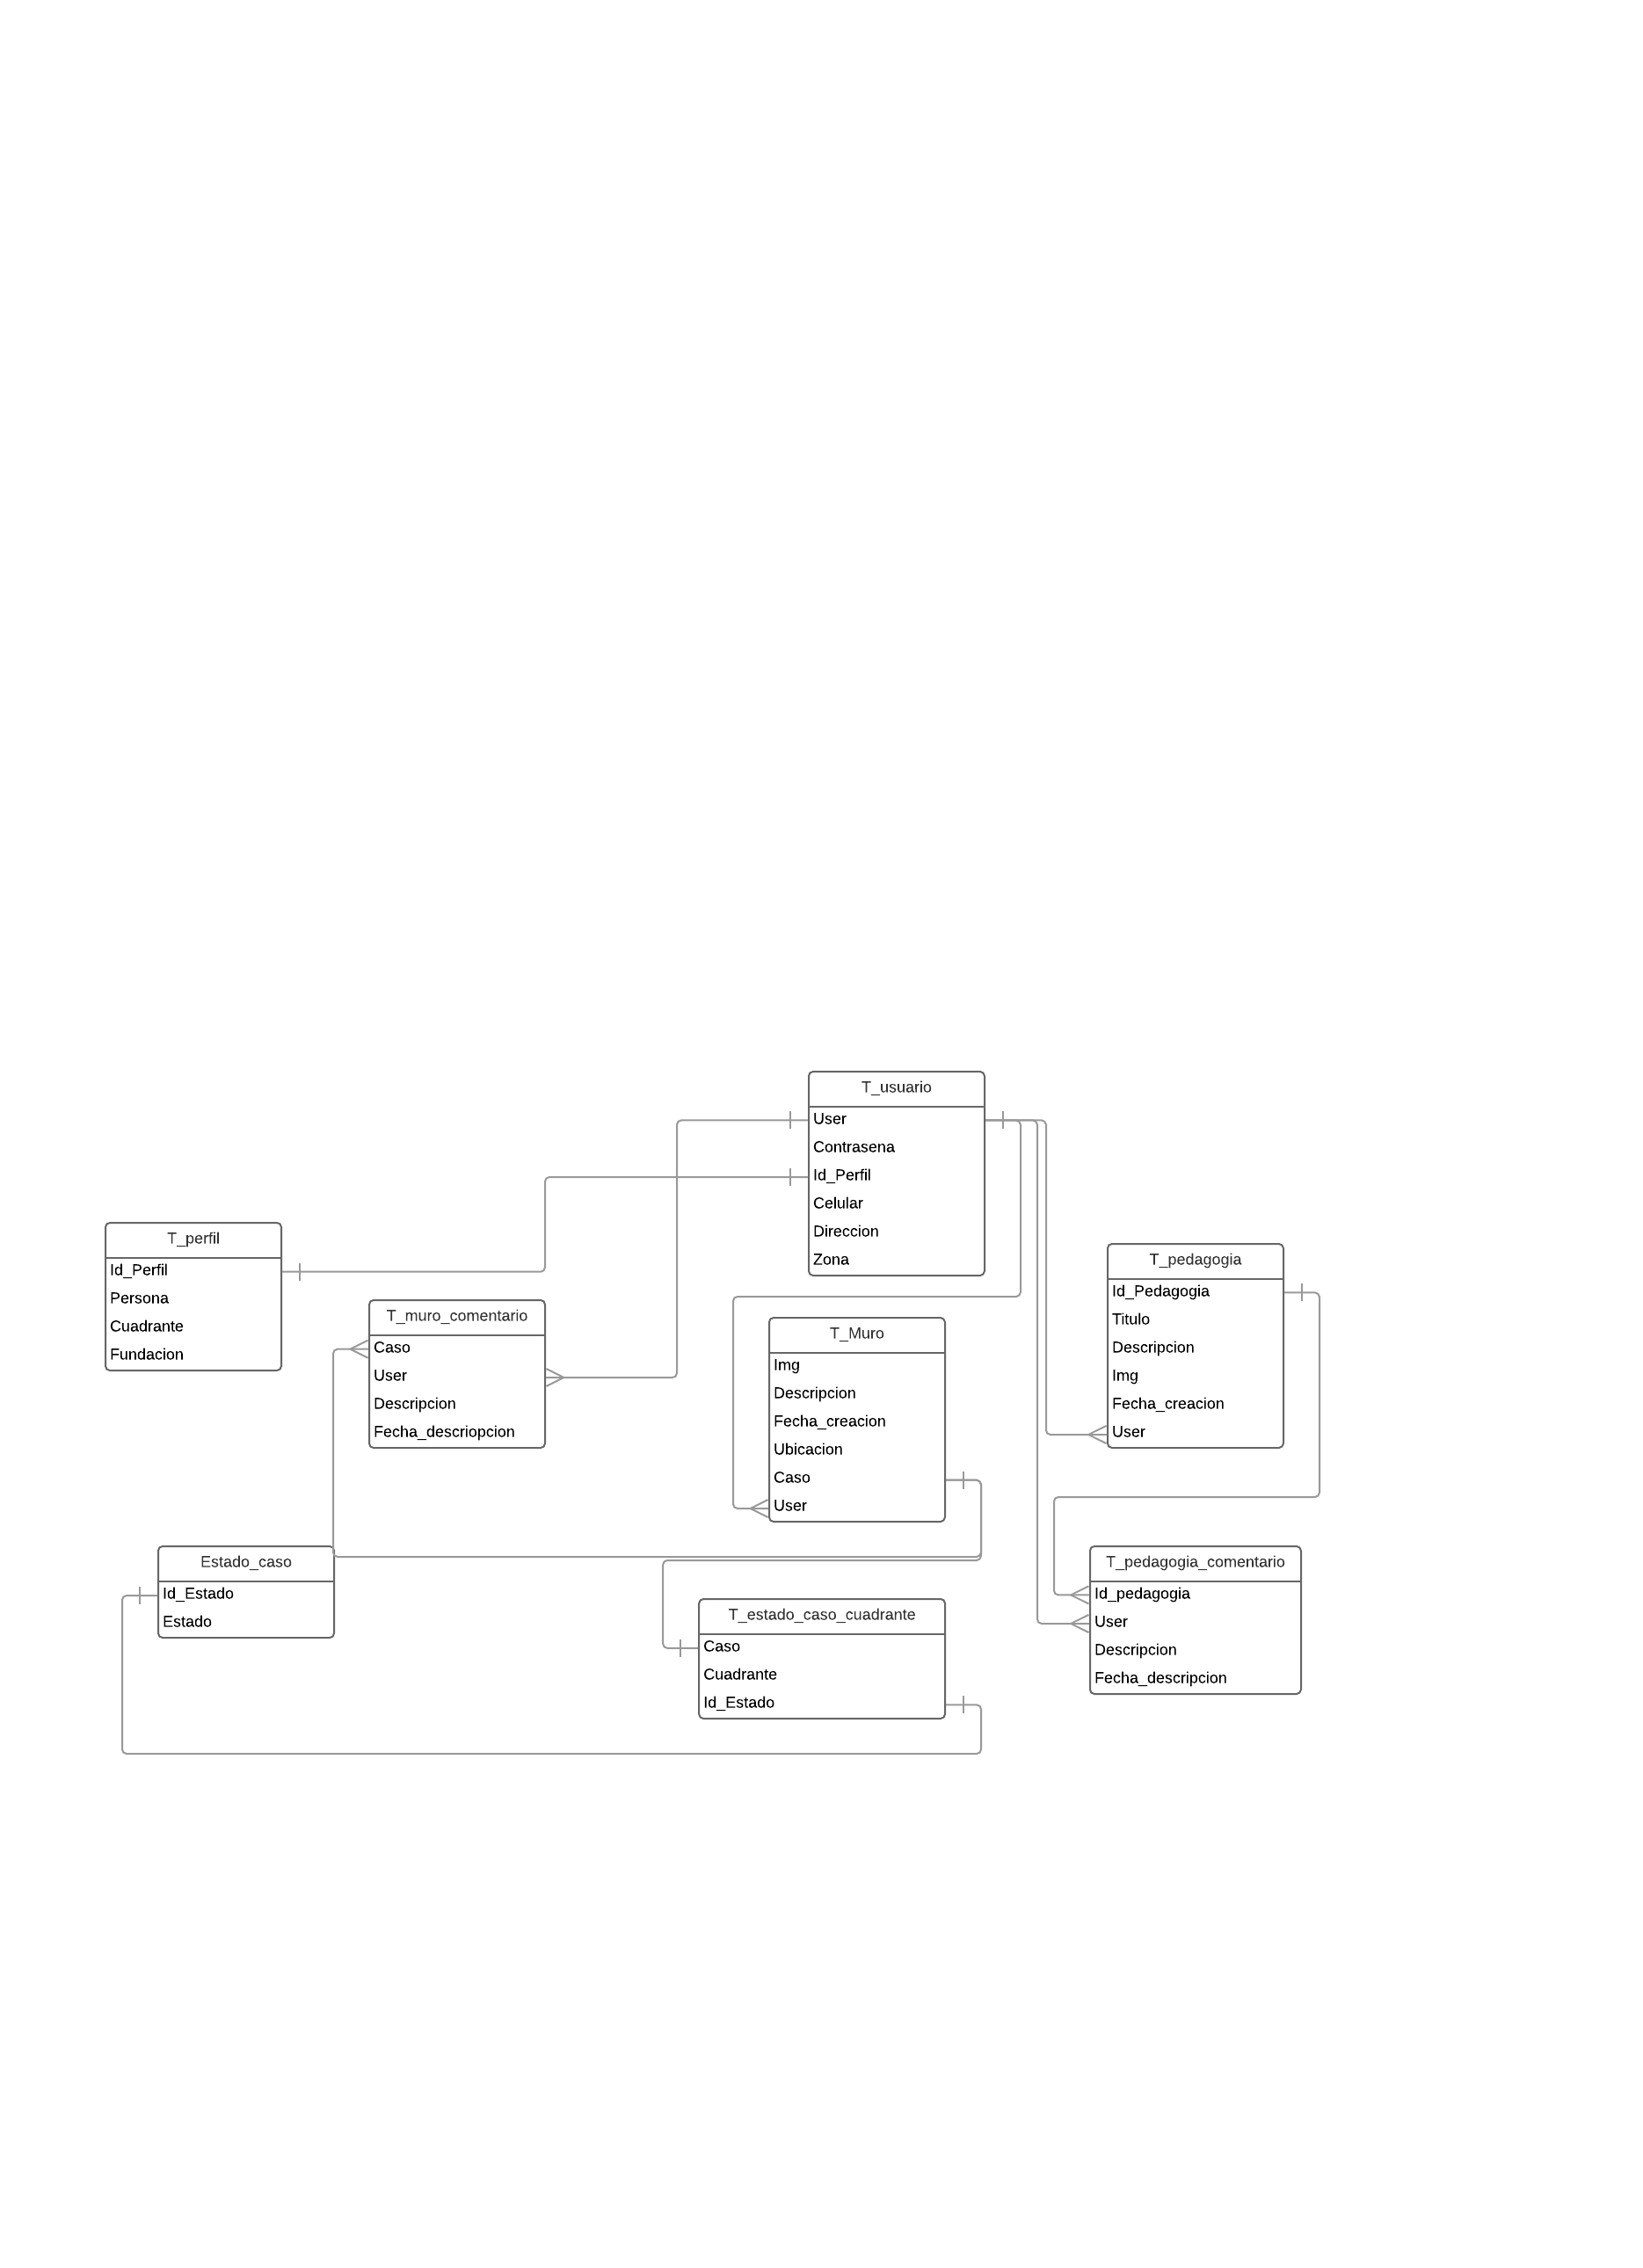 T_usuario
User
Contrasena
Id_Perfil
Celular
Direccion
Zona
T_perfil
Id_Perfil
Persona
Cuadrante
Fundacion
T_muro_comentario
Caso
User
Descripcion
Fecha_descriopcion
T_Muro
Img
Descripcion
Fecha_creacion
Ubicacion
Caso
User
T_pedagogia
Id_Pedagogia
Titulo
Descripcion
Img
Fecha_creacion
User
Estado_caso
Id_Estado
Estado
T_estado_caso_cuadrante
Caso
Cuadrante
Id_Estado
T_pedagogia_comentario
Id_pedagogia
User
Descripcion
Fecha_descripcion